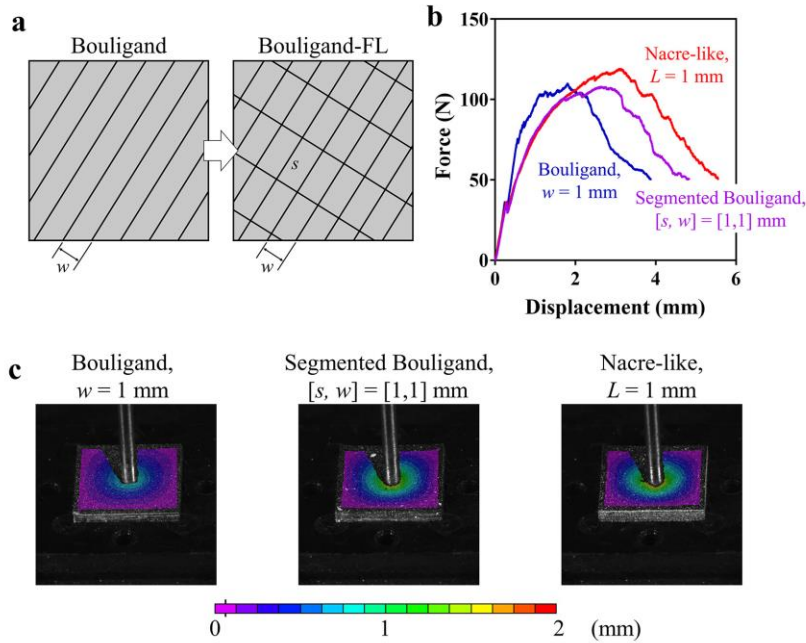 a
Bouligand
Bouligand-FL
s
w
w
b
150
100
50
0
0
2
4
6
Force (N)
Displacement (mm)
Nacre-like,
L = 1 mm
Bouligand,
w = 1 mm
Segmented Bouligand,
[s, w] = [1,1] mm
c
Bouligand,
w = 1 mm
Segmented Bouligand,
[s, w] = [1,1] mm
Nacre-like,
L = 1 mm
0
1
2
(mm)